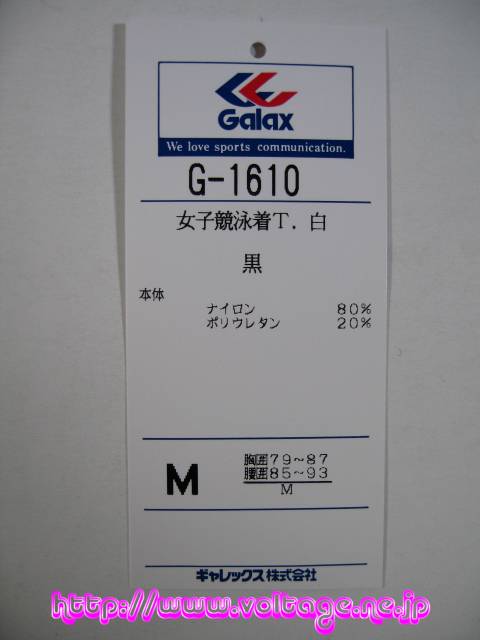 Galax
We love sports communication.
G-1610
女子競泳着T．白
黒
本体
ナイロン 80%
ポリウレタン 20%
M
胸囲79~87
腰囲85~93
M
ギャレックス株式会社
http://www.voltage.ne.jp